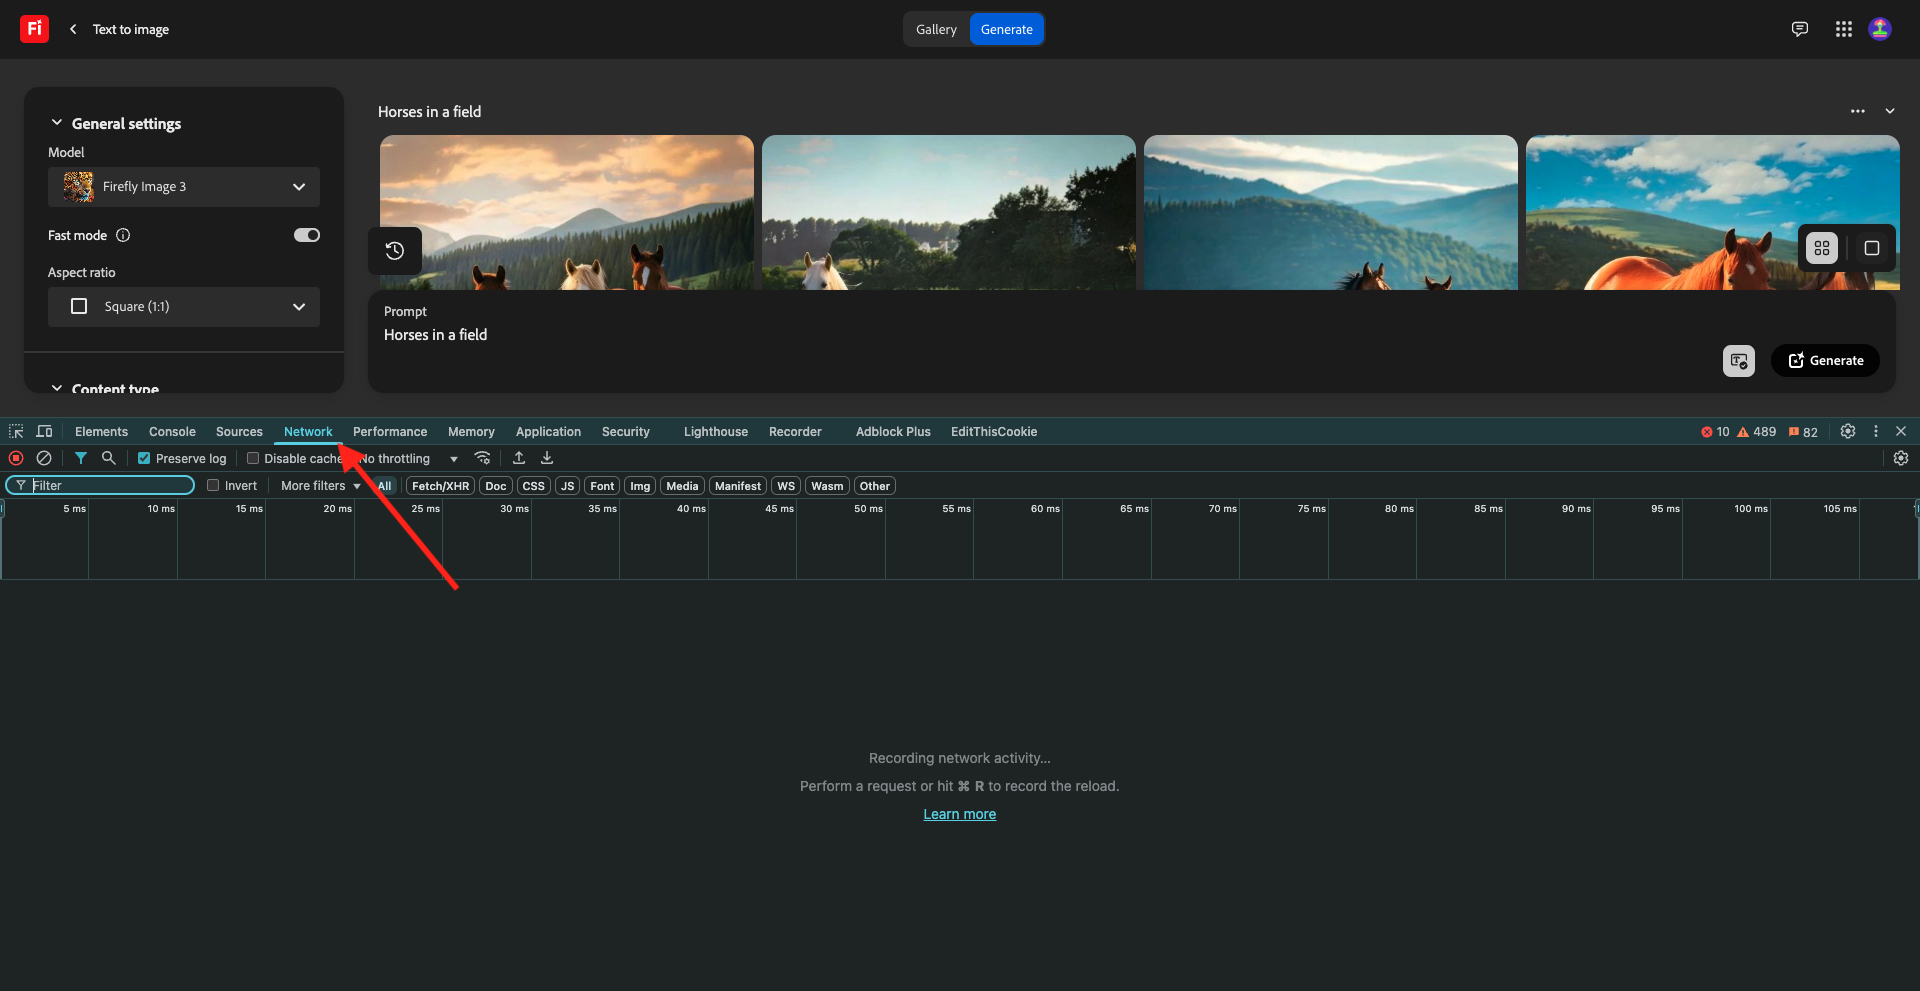 Fi
Text to image
Gallery
Generate
General settings
Model
Firefly Image 3
Fast mode
Aspect ratio
Square (1:1)
Content type
Horses in a field
Prompt
Horses in a field
Generate
Elements
Console
Sources
Network
Performance
Memory
Application
Security
Lighthouse
Recorder
Adblock Plus
EditThisCookie
10
489
82
Preserve log
Disable cache
No throttling
Filter
Invert
More filters
All
Fetch/XHR
Doc
CSS
JS
Font
Img
Media
Manifest
WS
Wasm
Other
5 ms
10 ms
15 ms
20 ms
25 ms
30 ms
35 ms
40 ms
45 ms
50 ms
55 ms
60 ms
65 ms
70 ms
75 ms
80 ms
85 ms
90 ms
95 ms
100 ms
105 ms
Recording network activity...
Perform a request or hit ⌘ R to record the reload.
Learn more